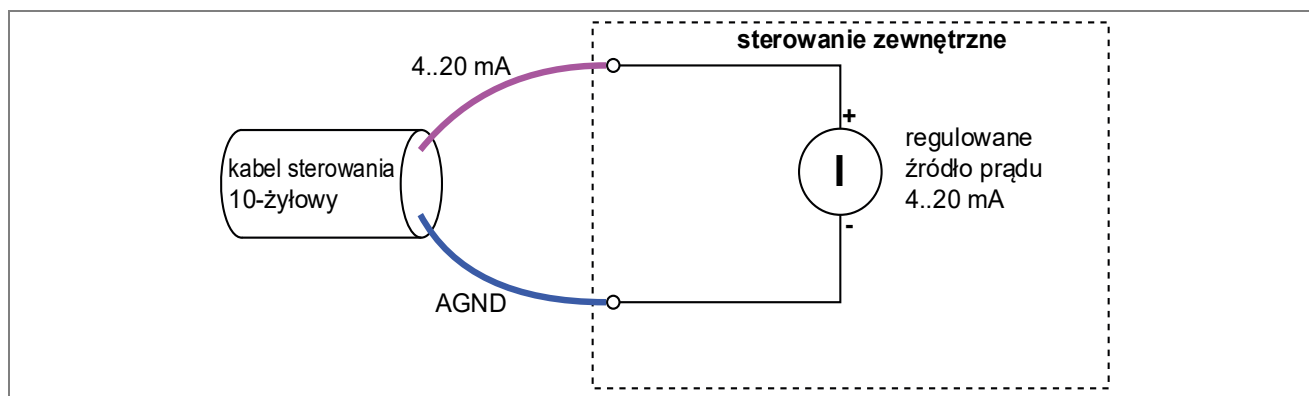 sterowanie zewnętrzne
4..20 mA
+
regulowane
źródło prądu
4..20 mA
I
kabel sterowania
10-żyłowy
-
AGND